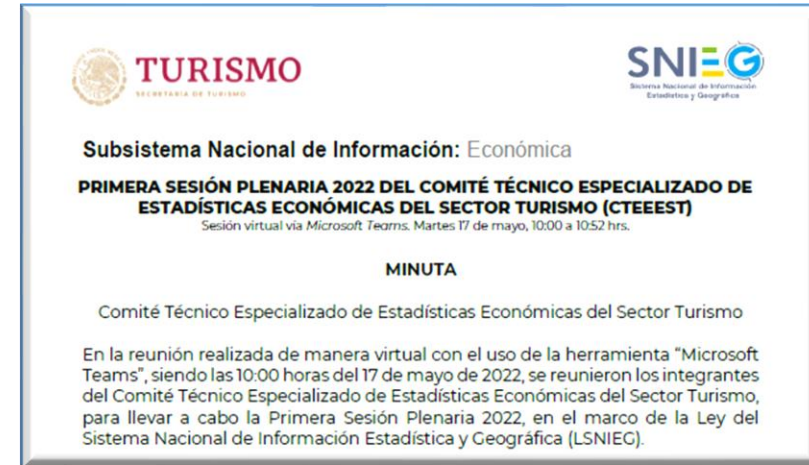 TURISMO
SECRETARÍA DE TURISMO
SNIEG
Sistema Nacional de Información
Estadística y Geográfica
Subsistema Nacional de Información: Económica
PRIMERA SESIÓN PLENARIA 2022 DEL COMITÉ TÉCNICO ESPECIALIZADO DE
ESTADÍSTICAS ECONÓMICAS DEL SECTOR TURISMO (CTEEEST)
Sesión virtual vía Microsoft Teams. Martes 17 de mayo, 10:00 a 10:52 hrs.
MINUTA
Comité Técnico Especializado de Estadísticas Económicas del Sector Turismo
En la reunión realizada de manera virtual con el uso de la herramienta “Microsoft
Teams”, siendo las 10:00 horas del 17 de mayo de 2022, se reunieron los integrantes
del Comité Técnico Especializado de Estadísticas Económicas del Sector Turismo,
para llevar a cabo la Primera Sesión Plenaria 2022, en el marco de la Ley del
Sistema Nacional de Información Estadística y Geográfica (LSNIEG).